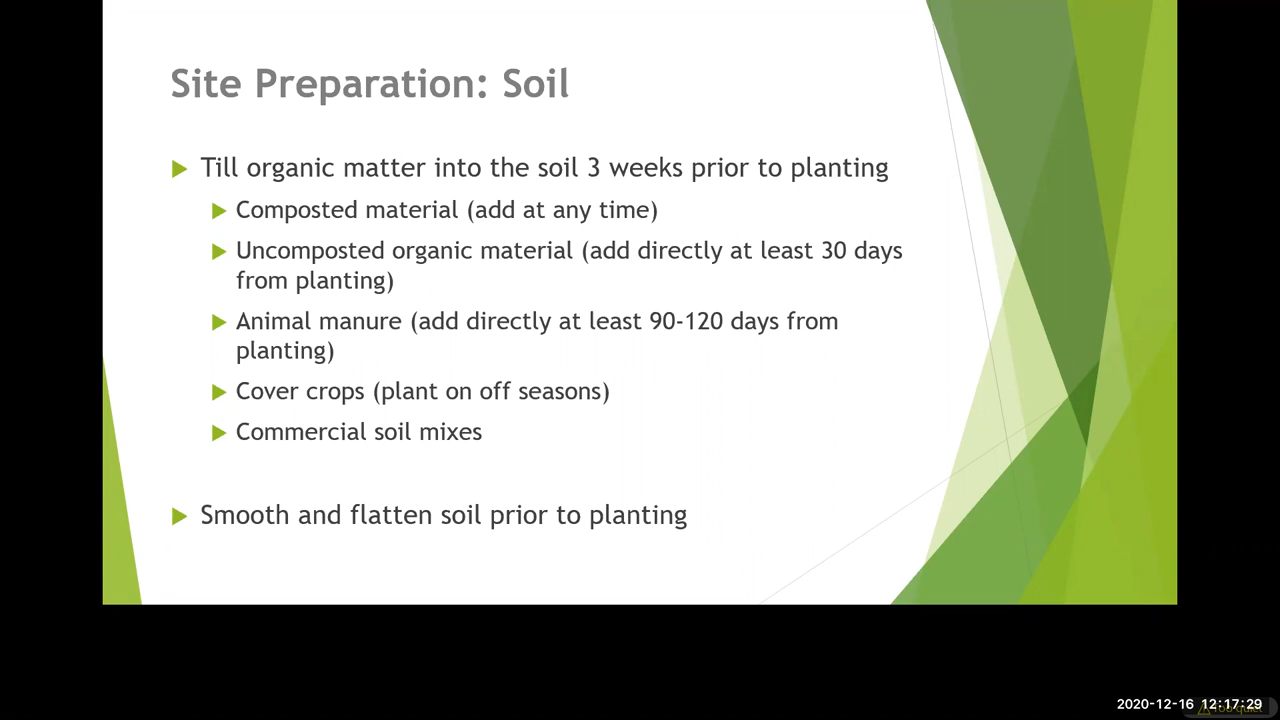 Site Preparation: Soil
Till organic matter into the soil 3 weeks prior to planting
Composted material (add at any time)
Uncomposted organic material (add directly at least 30 days
from planting)
Animal manure (add directly at least 90-120 days from
planting)
Cover crops (plant on off seasons)
Commercial soil mixes
Smooth and flatten soil prior to planting
2020-12-16 12:17:29